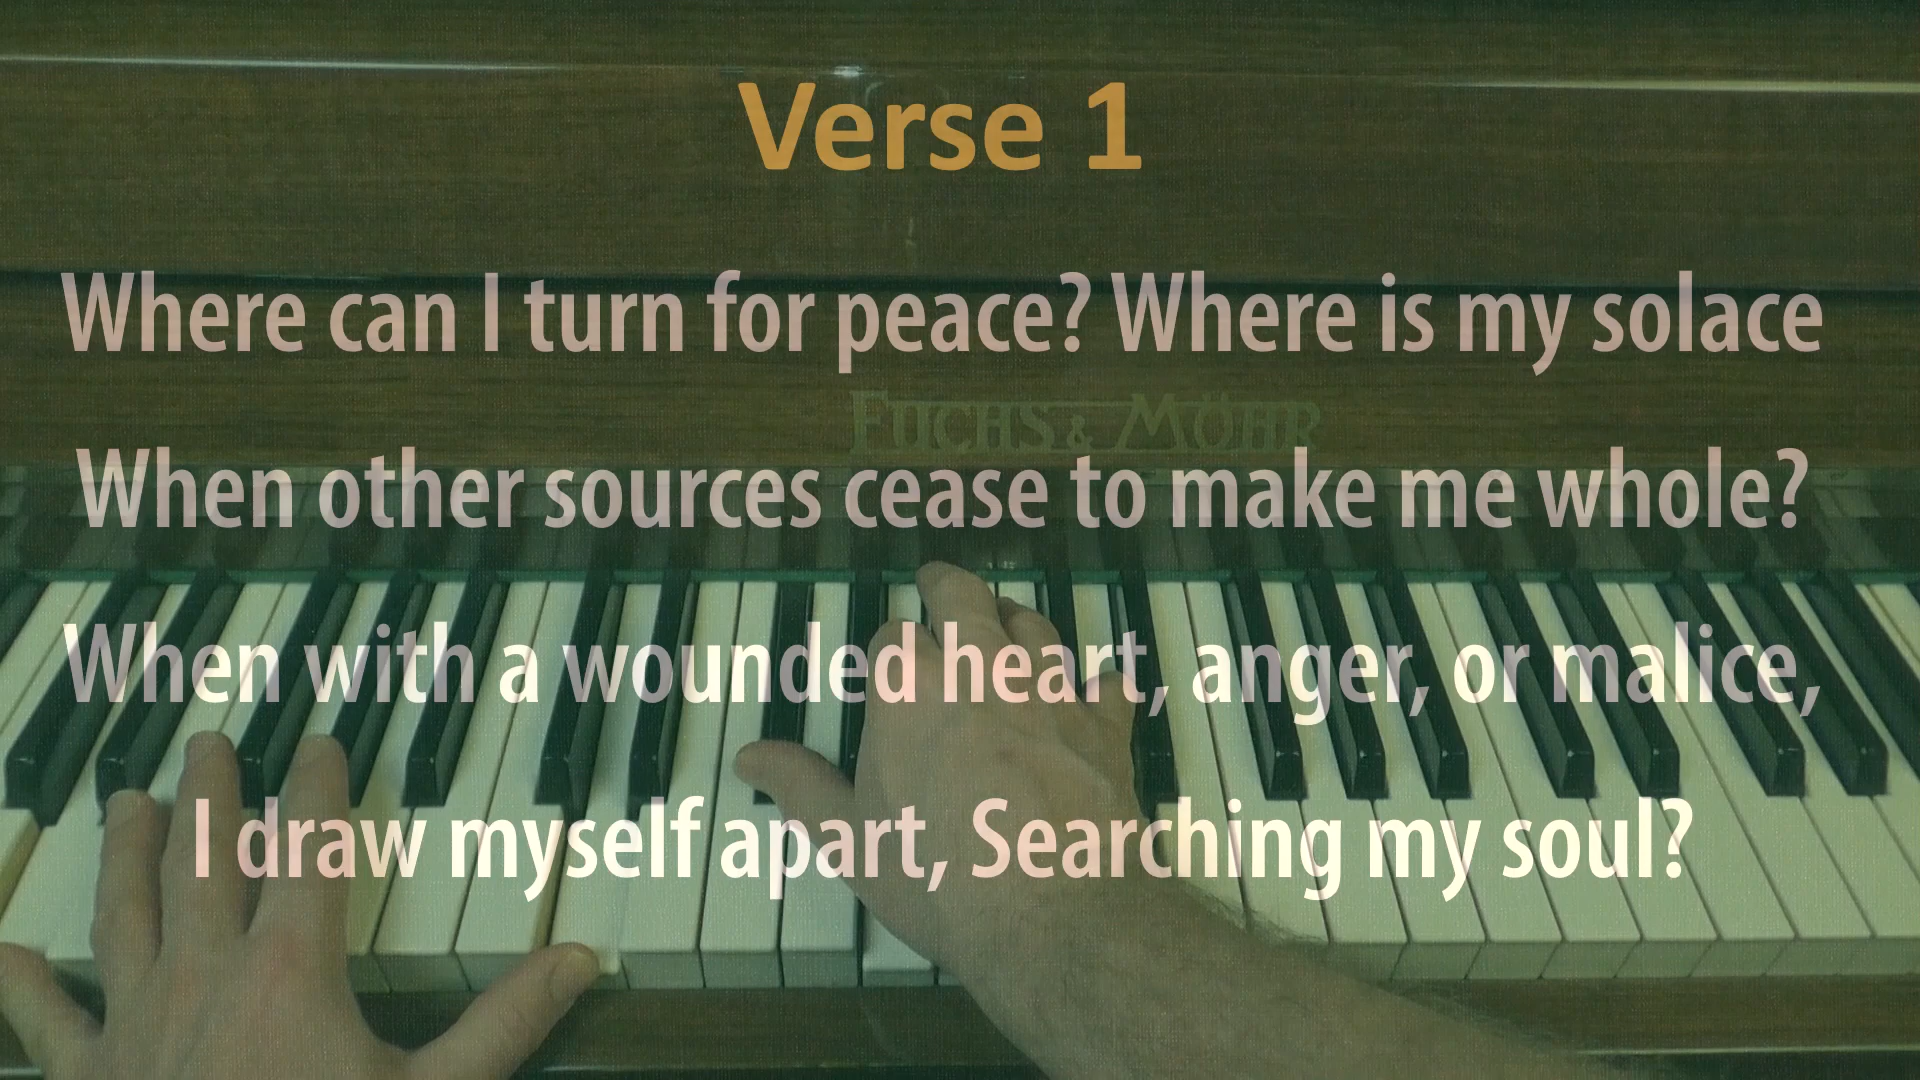 Verse 1
Where can I turn for peace? Where is my solace
FUCHS & MÖHR
When other sources cease to make me whole?
When with a wounded heart, anger, or malice,
I draw myself apart, Searching my soul?